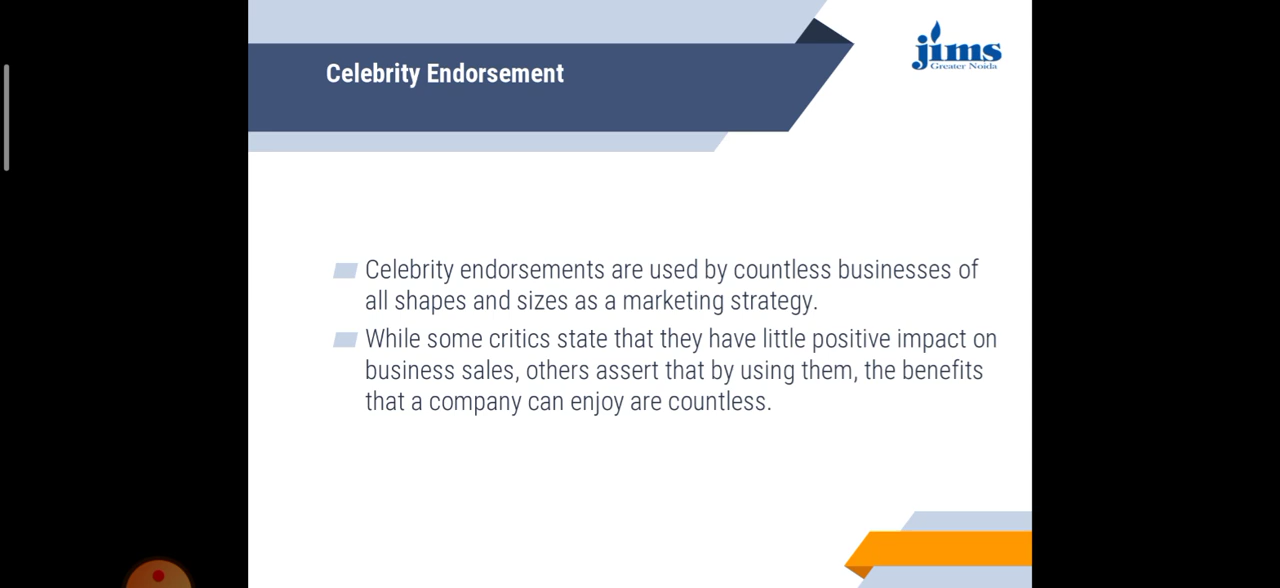 Celebrity Endorsement
jims
Greater Noida
Celebrity endorsements are used by countless businesses of
all shapes and sizes as a marketing strategy.
While some critics state that they have little positive impact on
business sales, others assert that by using them, the benefits
that a company can enjoy are countless.